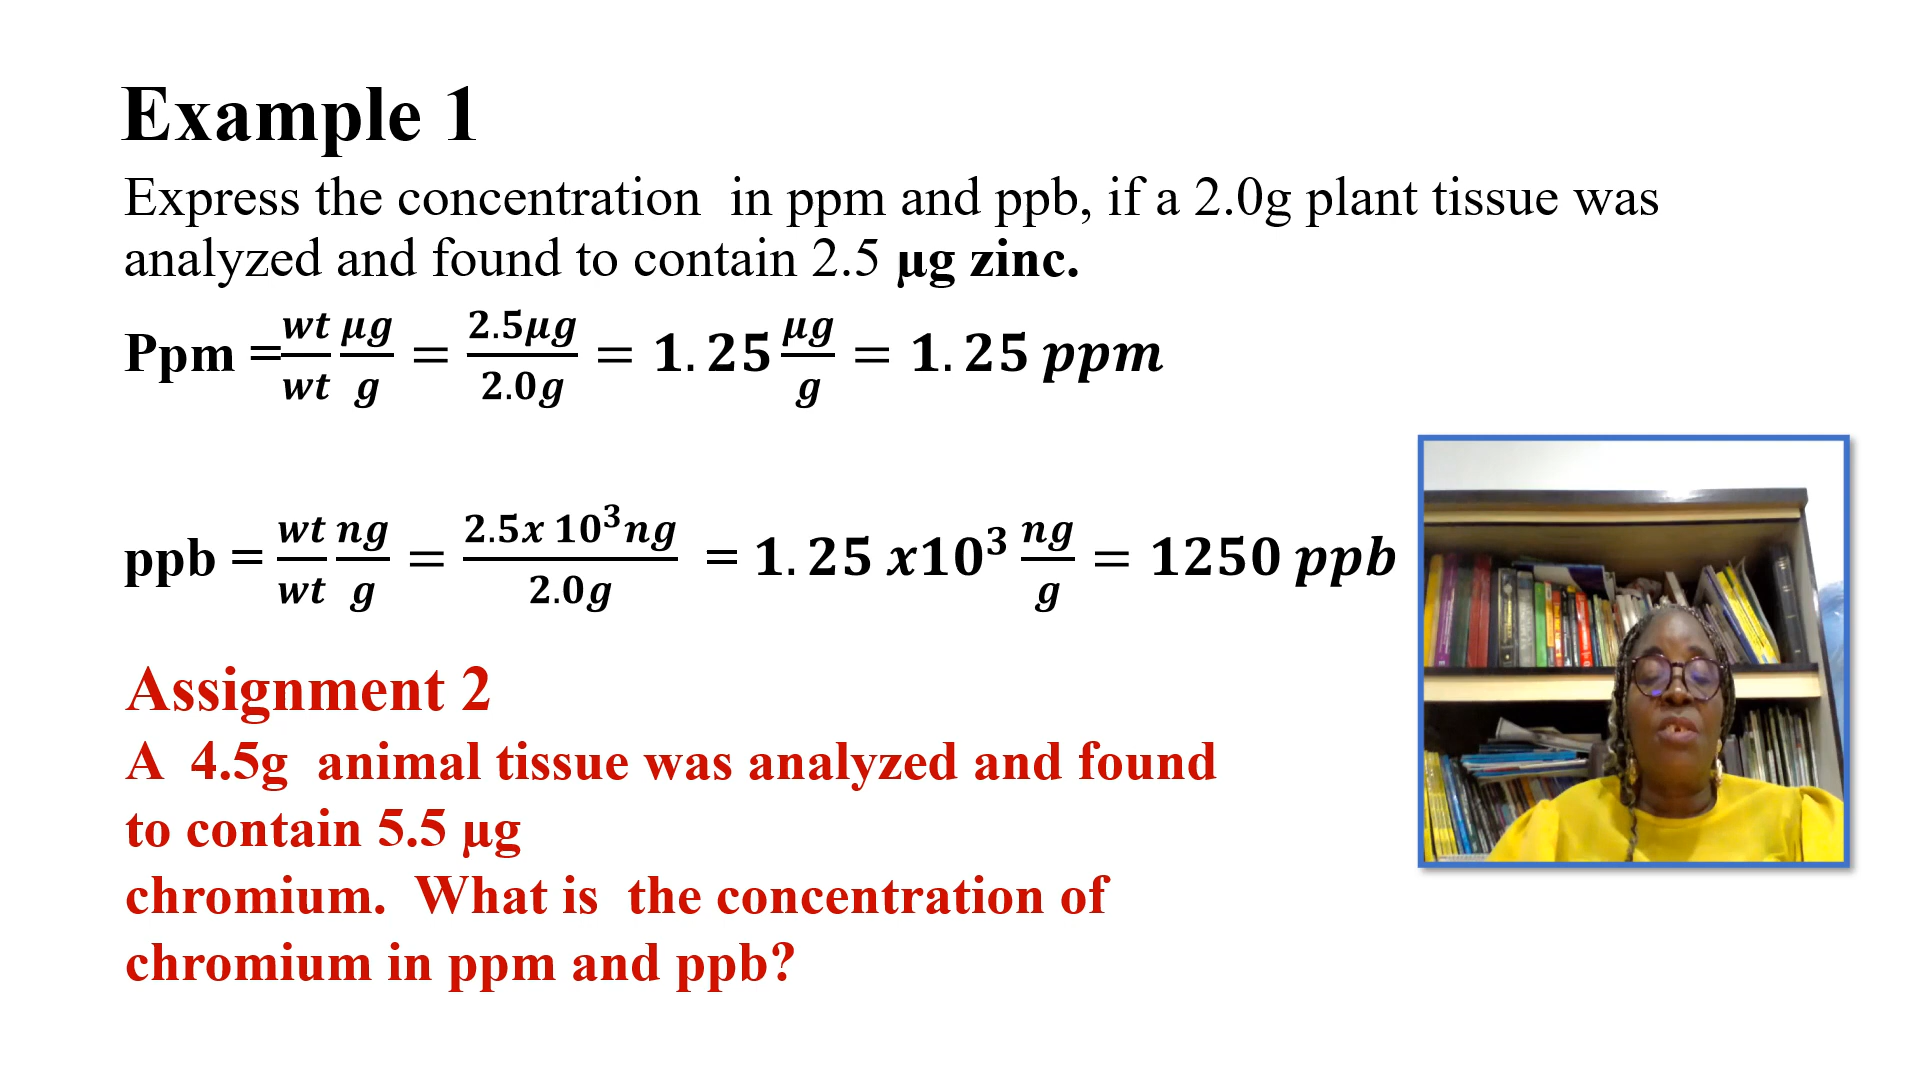 Example 1
Express the concentration in ppm and ppb, if a 2.0g plant tissue was
analyzed and found to contain 2.5 µg zinc.
Ppm = wt/wt µg/g = 2.5µg/2.0g = 1.25 µg/g = 1.25 ppm
ppb = wt/wt ng/g = 2.5x 10³ng/2.0g = 1.25 x10³ ng/g = 1250 ppb
Assignment 2
A 4.5g animal tissue was analyzed and found
to contain 5.5 µg
chromium. What is the concentration of
chromium in ppm and ppb?